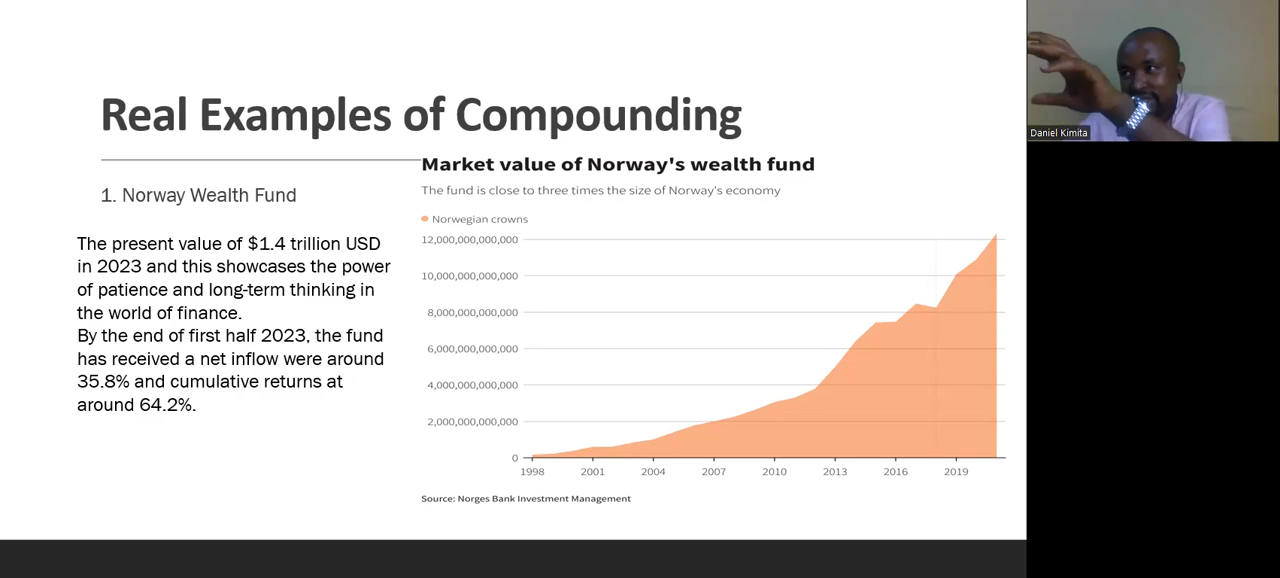 Real Examples of Compounding
1. Norway Wealth Fund
The present value of $1.4 trillion USD
in 2023 and this showcases the power
of patience and long-term thinking in
the world of finance.
By the end of first half 2023, the fund
has received a net inflow were around
35.8% and cumulative returns at
around 64.2%.
Market value of Norway's wealth fund
The fund is close to three times the size of Norway's economy
Norwegian crowns
12,000,000,000,000
10,000,000,000,000
8,000,000,000,000
6,000,000,000,000
4,000,000,000,000
2,000,000,000,000
0
1998 2001 2004 2007 2010 2013 2016 2019
Source: Norges Bank Investment Management
Daniel Kimita